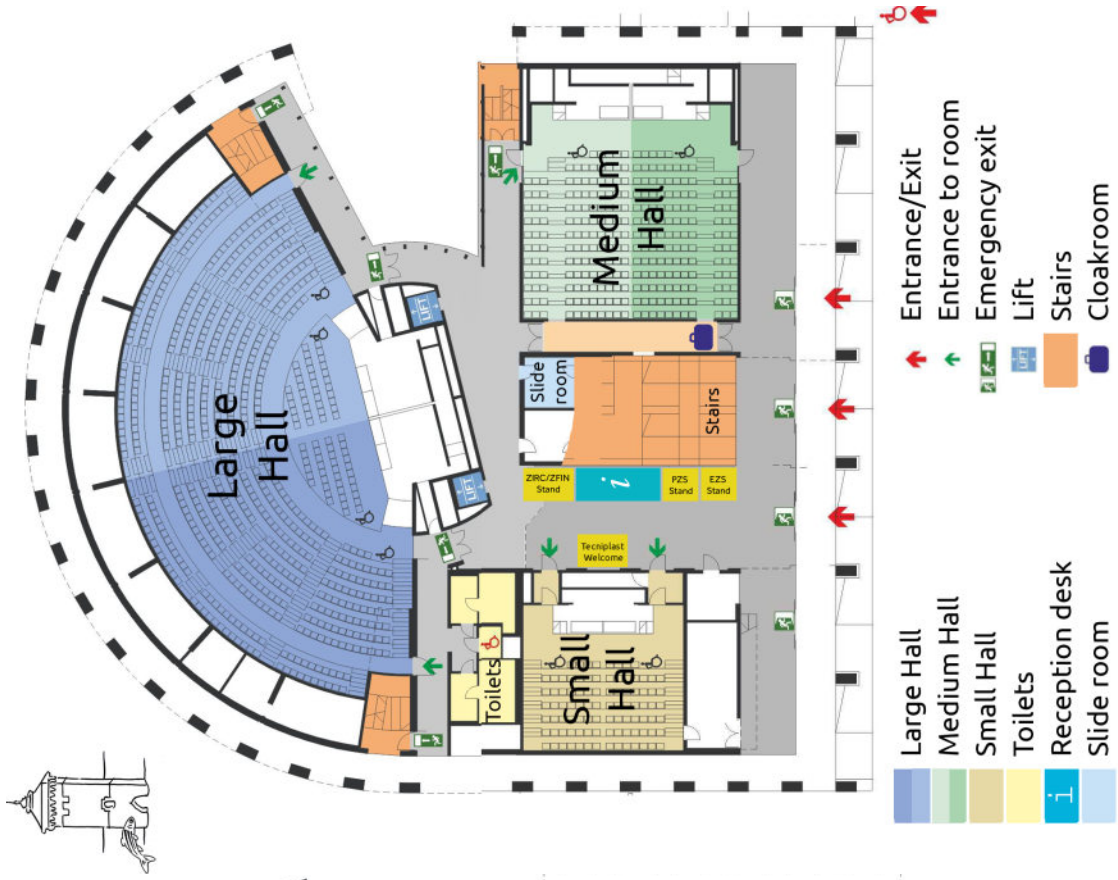 Large
Hall
Medium
Hall
LIFT
LIFT
Slide
room
Stairs
ZIRC/ZFIN
Stand
i
PZS
Stand
EZS
Stand
Tecniplast
Welcome
Toilets
Small
Hall
Large Hall
Medium Hall
Small Hall
Toilets
i
Reception desk
Slide room
Entrance/Exit
Entrance to room
Emergency exit
LIFT
Lift
Stairs
Cloakroom